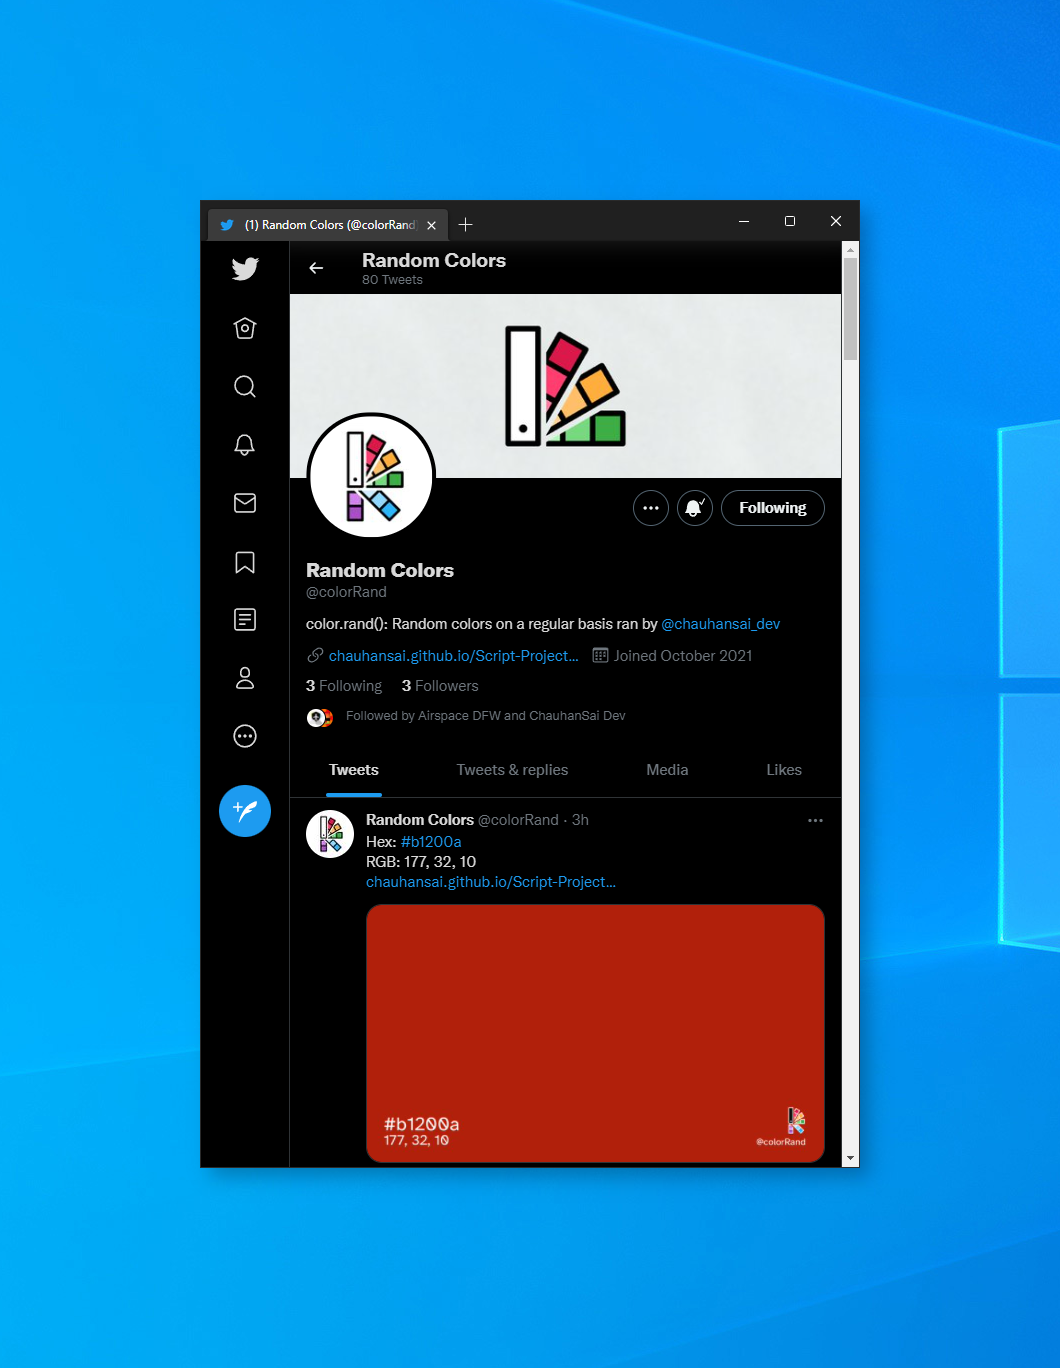 (1) Random Colors (@colorRand)
Random Colors
80 Tweets
Following
Random Colors
@colorRand
color.rand(): Random colors on a regular basis ran by @chauhansai_dev
chauhansai.github.io/Script-Project... Joined October 2021
3 Following 3 Followers
Followed by Airspace DFW and ChauhanSai Dev
Tweets Tweets & replies Media Likes
Random Colors @colorRand · 3h
Hex: #b1200a
RGB: 177, 32, 10
chauhansai.github.io/Script-Project...
#b1200a
177, 32, 10
@colorRand